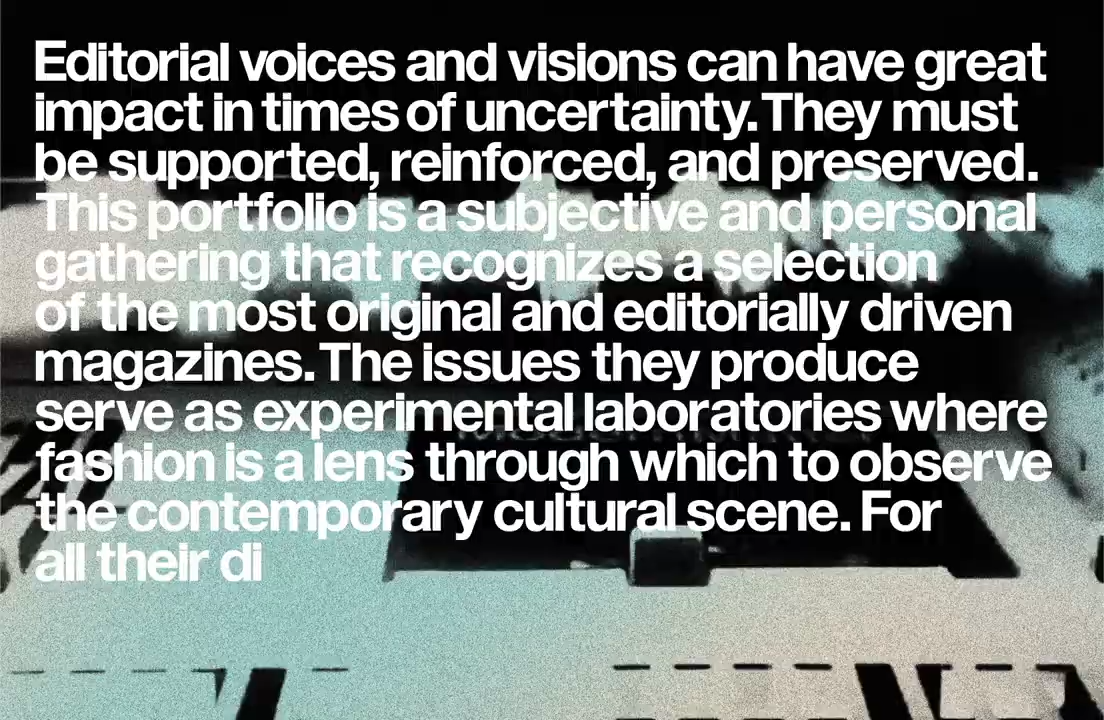 Editorial voices and visions can have great
impact in times of uncertainty. They must
be supported, reinforced, and preserved.
This portfolio is a subjective and personal
gathering that recognizes a selection
of the most original and editorially driven
magazines. The issues they produce
serve as experimental laboratories where
fashion is a lens through which to observe
the contemporary cultural scene. For
all their di